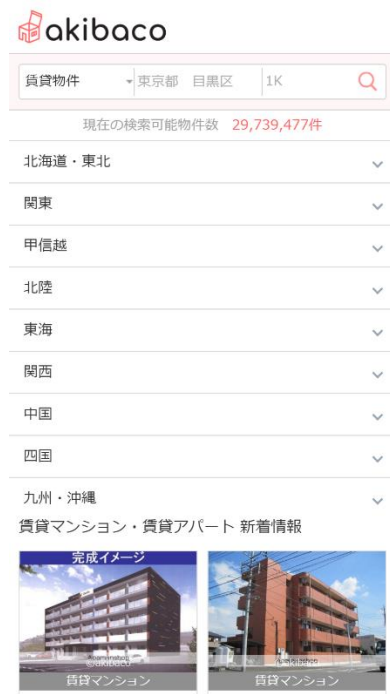 akibaco
賃貸物件 東京都 目黒区 1K
現在の検索可能物件数 29,739,477件
北海道・東北
関東
甲信越
北陸
東海
関西
中国
四国
九州・沖縄
賃貸マンション・賃貸アパート 新着情報
完成イメージ
©akibaco
賃貸マンション 賃貸マンション